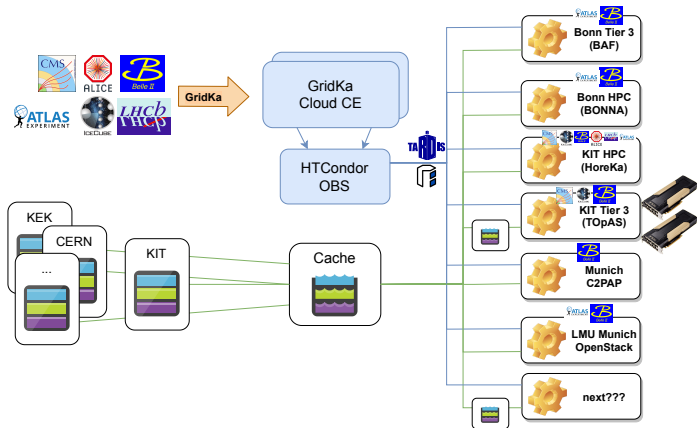 CMS
ALICE
Belle II
ATLAS
EXPERIMENT
ICECUBE
LHCb
GridKa
GridKa
Cloud CE
HTCondor
OBS
TARDIS
Bonn Tier 3
(BAF)
Bonn HPC
(BONNA)
KIT HPC
(HoreKa)
KIT Tier 3
(TOpAS)
Munich
C2PAP
LMU Munich
OpenStack
next???
KEK
CERN
...
KIT
Cache